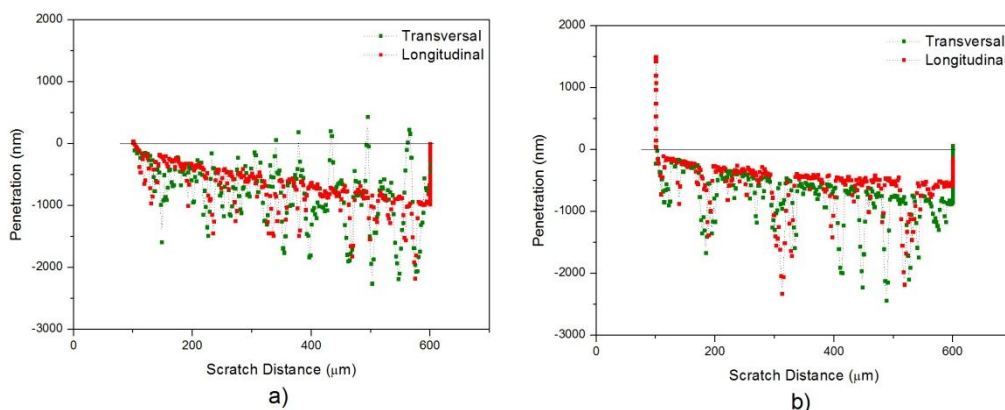 2000
1000
0
-1000
-2000
-3000
Penetration (nm)
Transversal
Longitudinal
0
200
400
600
Scratch Distance (μm)
a)
2000
1000
0
-1000
-2000
-3000
Penetration (nm)
Transversal
Longitudinal
0
200
400
600
Scratch Distance (μm)
b)